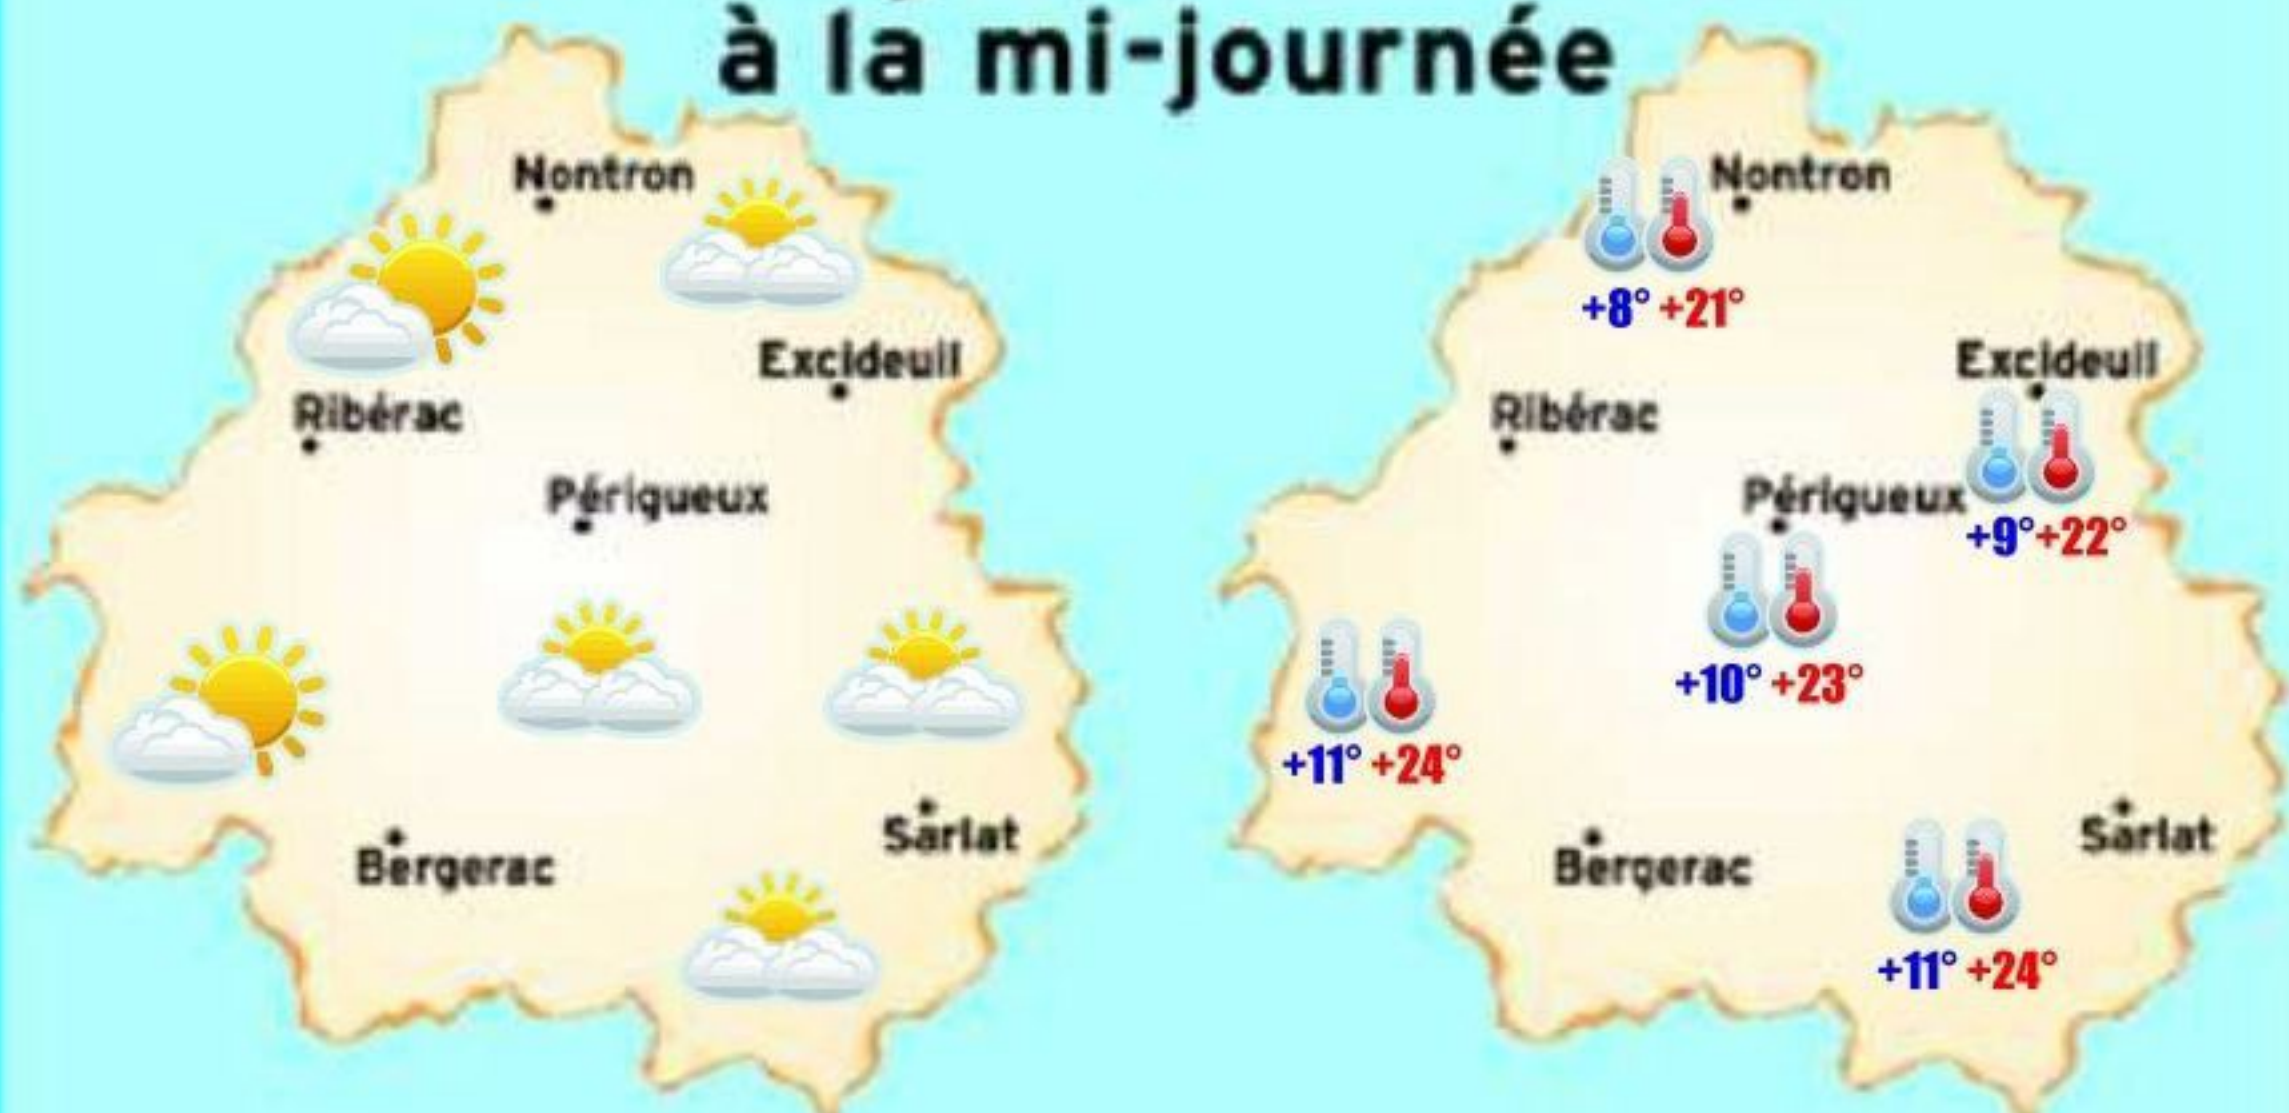 à la mi-journée
Nontron
Excideuil
Ribérac
Périgueux
Sarlat
Bergerac
Nontron
+8° +21°
Excideuil
Ribérac
Périgueux
+9° +22°
+10° +23°
+11° +24°
Sarlat
Bergerac
+11° +24°